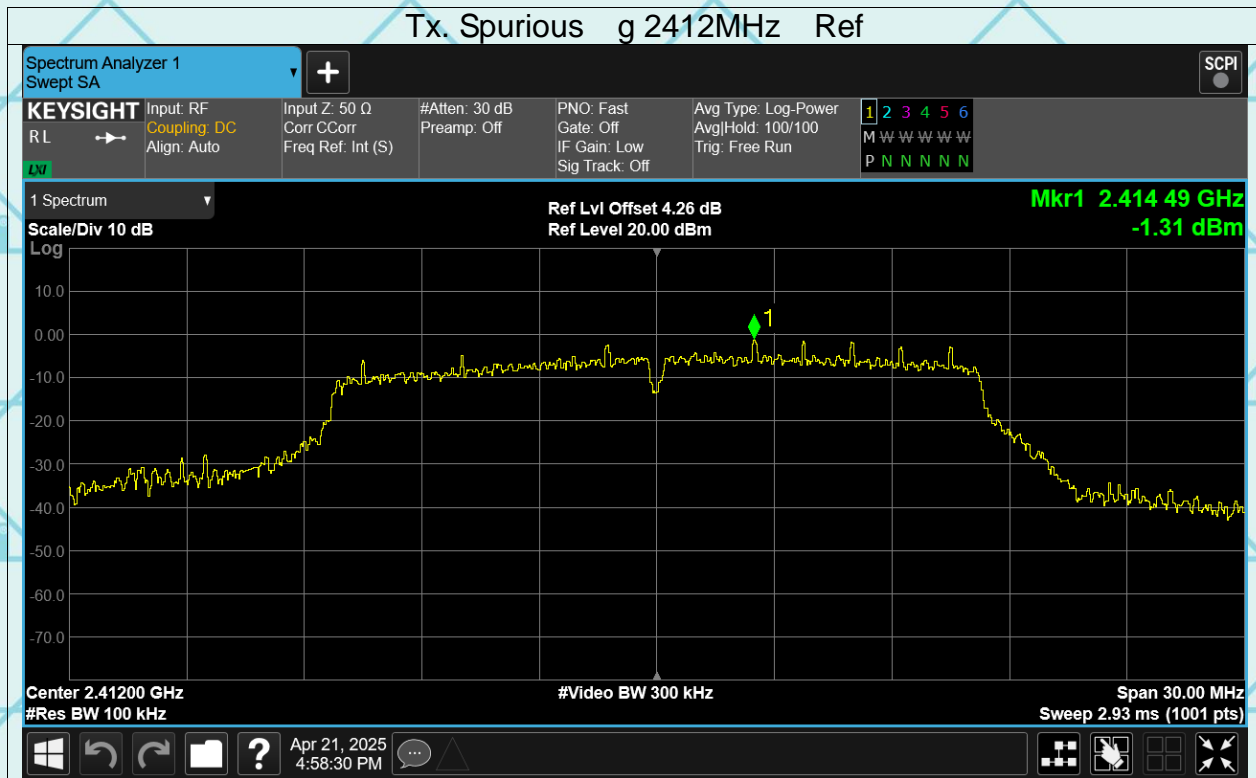 Tx. Spurious g 2412MHz Ref
Spectrum Analyzer 1
Swept SA
▼
+
SCPI
KEYSIGHT
RL
LXI
Input: RF
Coupling: DC
Align: Auto
Input Z: 50 Ω
Corr CCorr
Freq Ref: Int (S)
#Atten: 30 dB
Preamp: Off
PNO: Fast
Gate: Off
IF Gain: Low
Sig Track: Off
Avg Type: Log-Power
Avg|Hold: 100/100
Trig: Free Run
1 2 3 4 5 6
M W W W W W
P N N N N N
1 Spectrum ▼
Scale/Div 10 dB
Log
Ref Lvl Offset 4.26 dB
Ref Level 20.00 dBm
Mkr1 2.414 49 GHz
-1.31 dBm
10.0
0.00
-10.0
-20.0
-30.0
-40.0
-50.0
-60.0
-70.0
1
Center 2.41200 GHz
#Res BW 100 kHz
#Video BW 300 kHz
Span 30.00 MHz
Sweep 2.93 ms (1001 pts)
?
Apr 21, 2025
4:58:30 PM